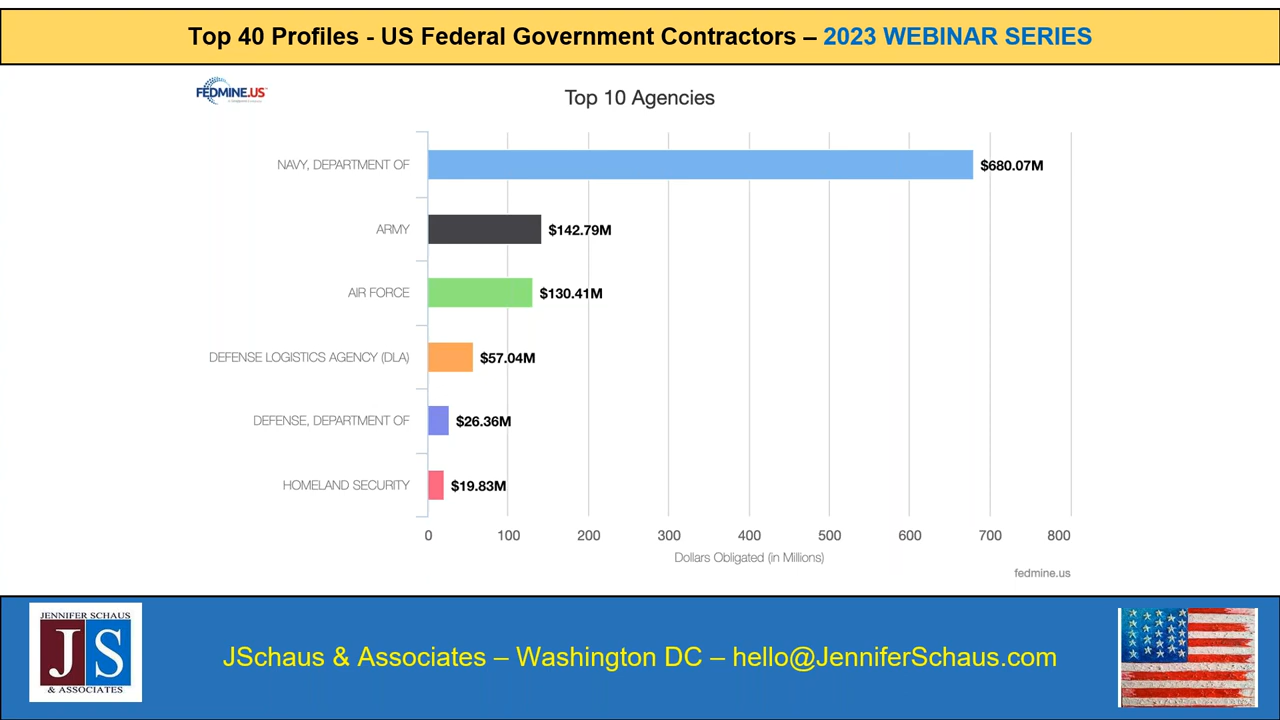 Top 40 Profiles - US Federal Government Contractors – 2023 WEBINAR SERIES
FEDMINE.US
Top 10 Agencies
NAVY, DEPARTMENT OF
$680.07M
ARMY
$142.79M
AIR FORCE
$130.41M
DEFENSE LOGISTICS AGENCY (DLA)
$57.04M
DEFENSE, DEPARTMENT OF
$26.36M
HOMELAND SECURITY
$19.83M
0 100 200 300 400 500 600 700 800
Dollars Obligated (in Millions)
fedmine.us
JENNIFER SCHAUS
JS
& ASSOCIATES
JSchaus & Associates – Washington DC – hello@JenniferSchaus.com